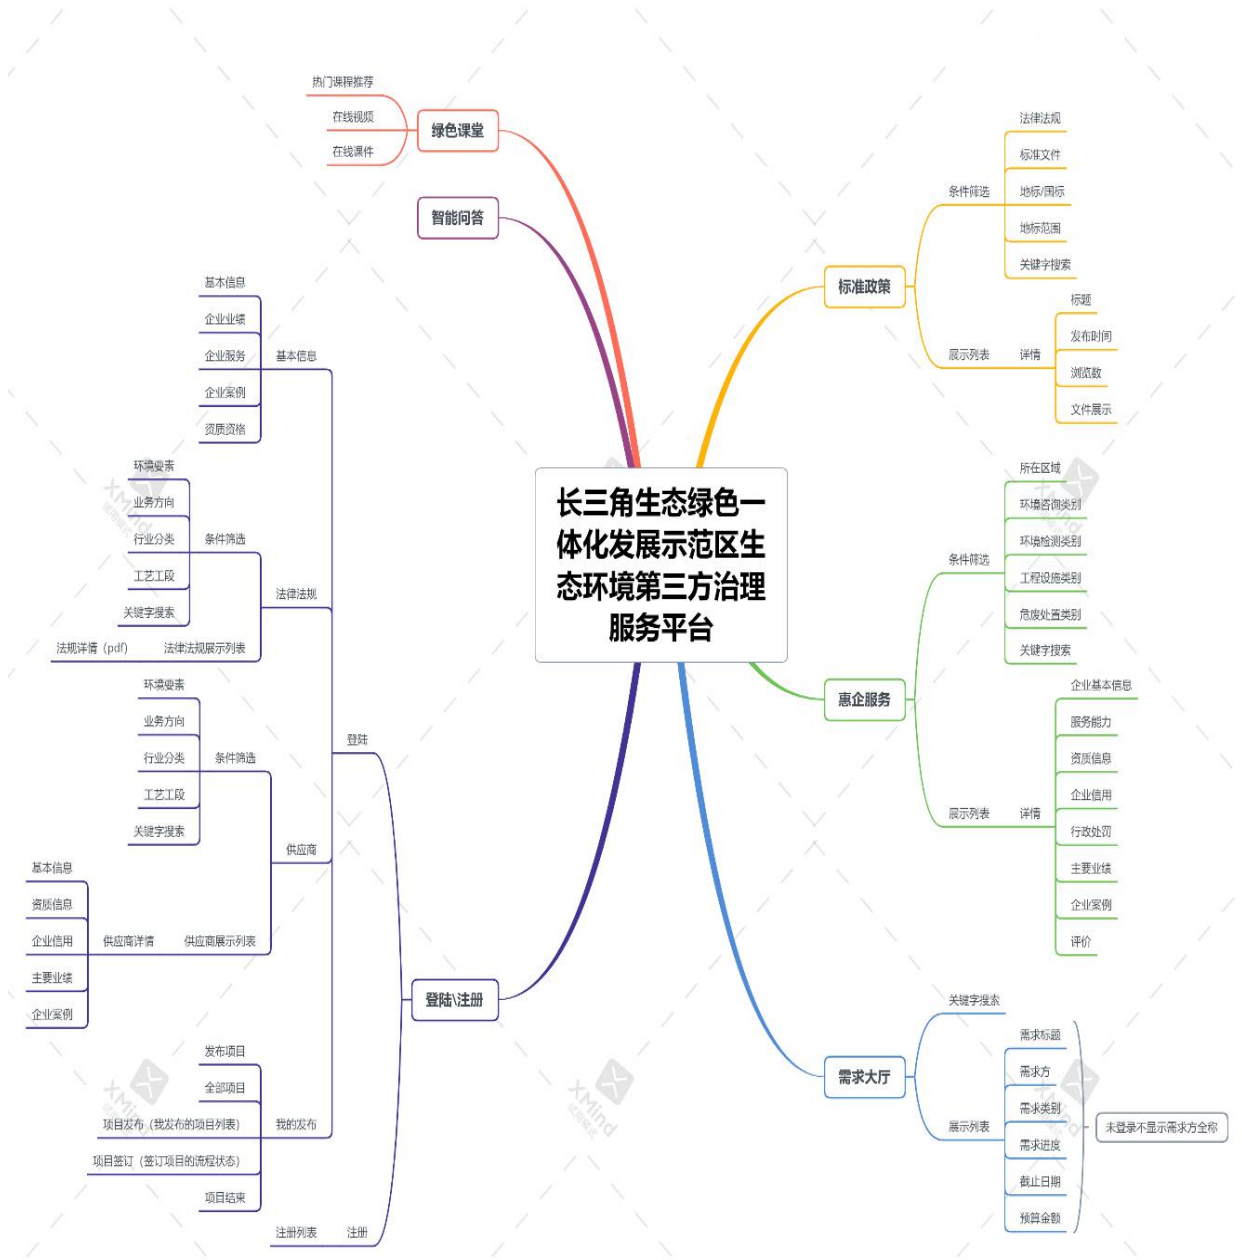 长三角生态绿色一
体化发展示范区生
态环境第三方治理
服务平台
标准政策
条件筛选
法律法规
标准文件
地标/国标
地标范围
关键字搜索
展示列表
详情
标题
发布时间
浏览数
文件展示
惠企服务
条件筛选
所在区域
环境咨询类别
环境检测类别
工程设施类别
危废处置类别
关键字搜索
展示列表
详情
企业基本信息
服务能力
资质信息
企业信用
行政处罚
主要业绩
企业案例
评价
需求大厅
关键字搜索
展示列表
需求标题
需求方
需求类别
需求进度
截止日期
预算金额
未登录不显示需求方全称
绿色课堂
热门课程推荐
在线视频
在线课件
智能问答
登陆\注册
登陆
基本信息
基本信息
企业业绩
企业服务
企业案例
资质资格
法律法规
条件筛选
环境要素
业务方向
行业分类
工艺工段
关键字搜索
法律法规展示列表
法规详情（pdf）
供应商
条件筛选
环境要素
业务方向
行业分类
工艺工段
关键字搜索
供应商展示列表
供应商详情
基本信息
资质信息
企业信用
主要业绩
企业案例
我的发布
发布项目
全部项目
项目发布（我发布的项目列表）
项目签订（签订项目的流程状态）
项目结束
注册
注册列表
XMind
试用模式
XMind
XMind
试用模式
XMind
试用模式
XMind
试用模式